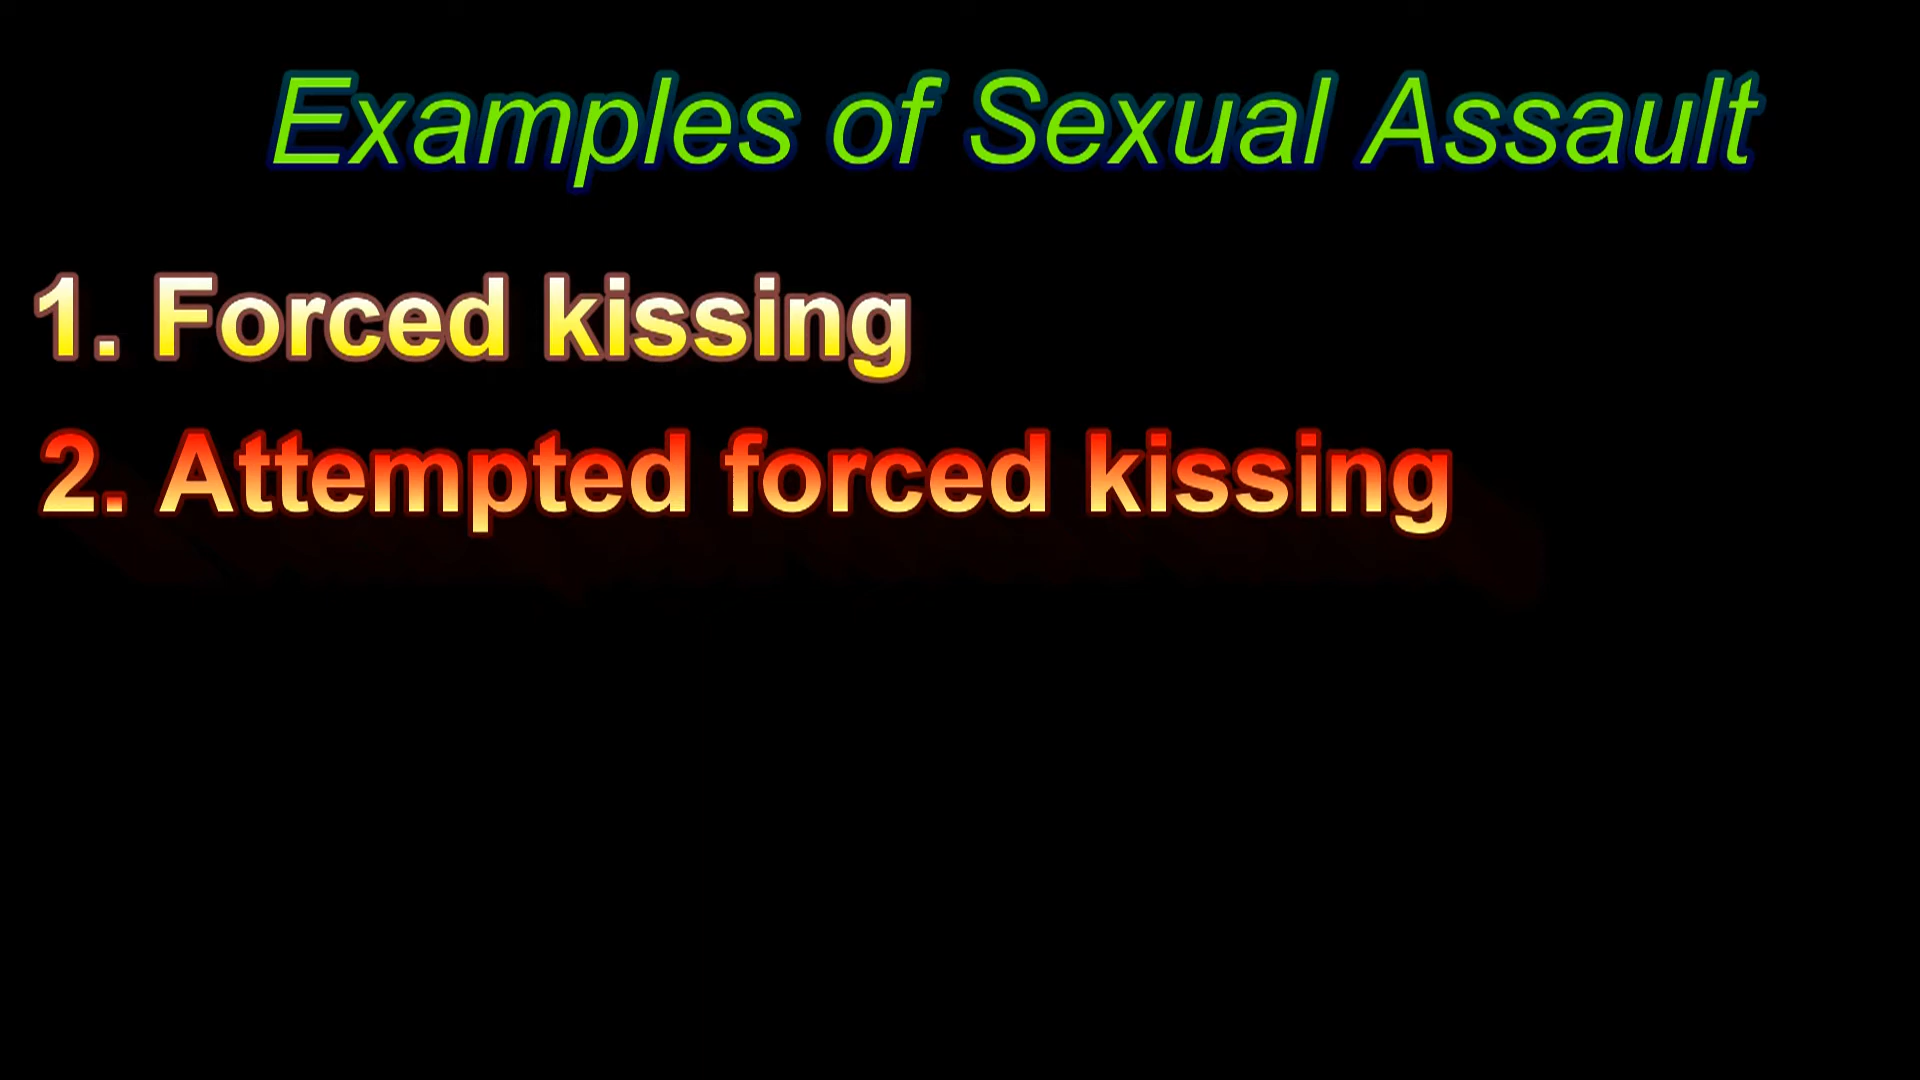 Examples of Sexual Assault
1. Forced kissing
2. Attempted forced kissing